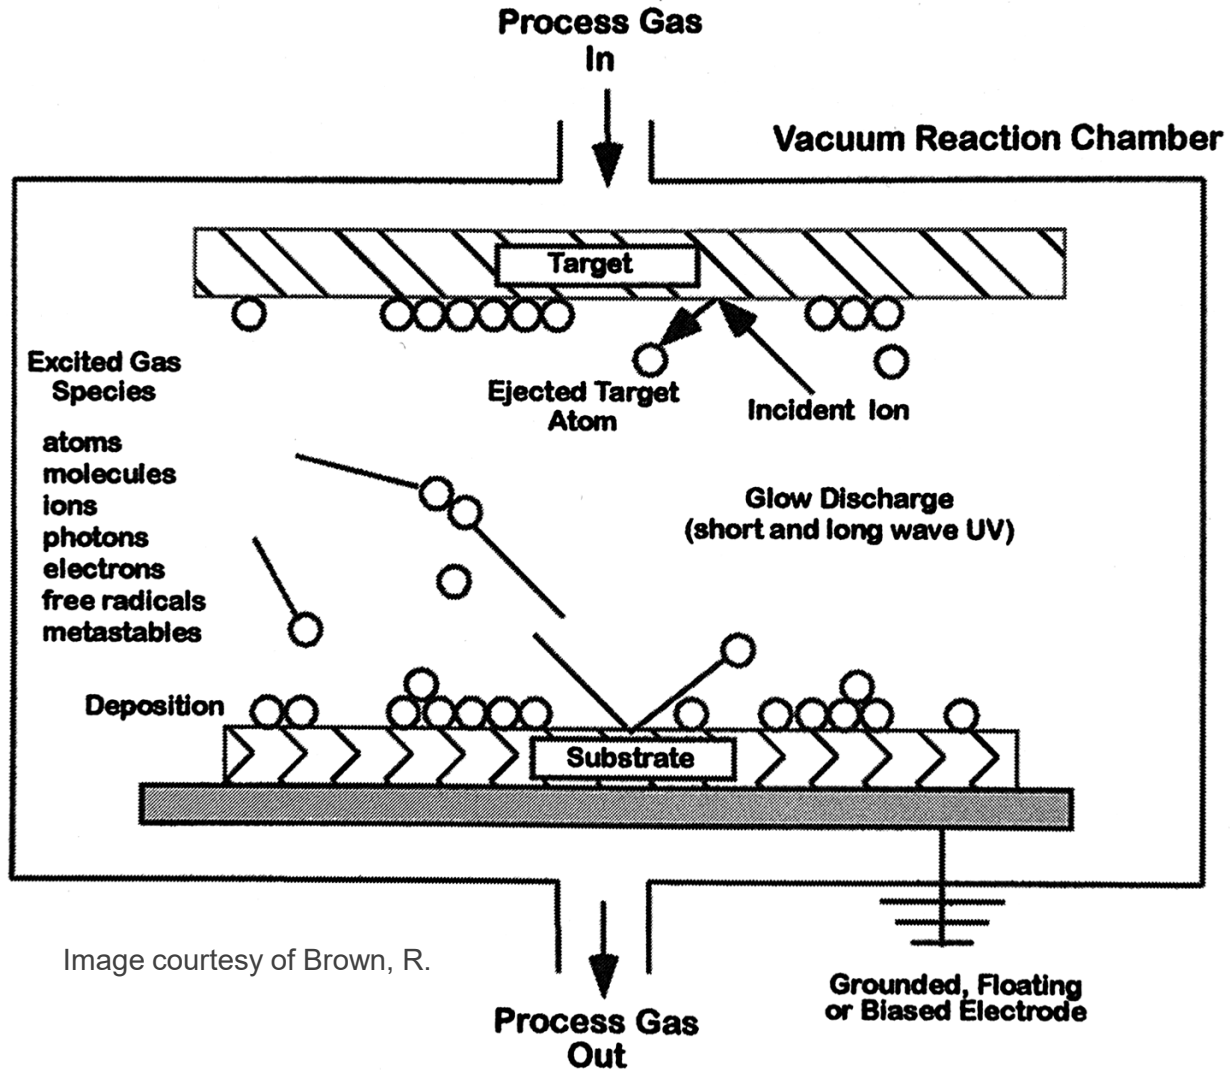 Process Gas
In
Vacuum Reaction Chamber
Target
Excited Gas
Species
Ejected Target
Atom
Incident Ion
atoms
molecules
ions
photons
electrons
free radicals
metastables
Glow Discharge
(short and long wave UV)
Deposition
Substrate
Image courtesy of Brown, R.
Grounded, Floating
or Biased Electrode
Process Gas
Out